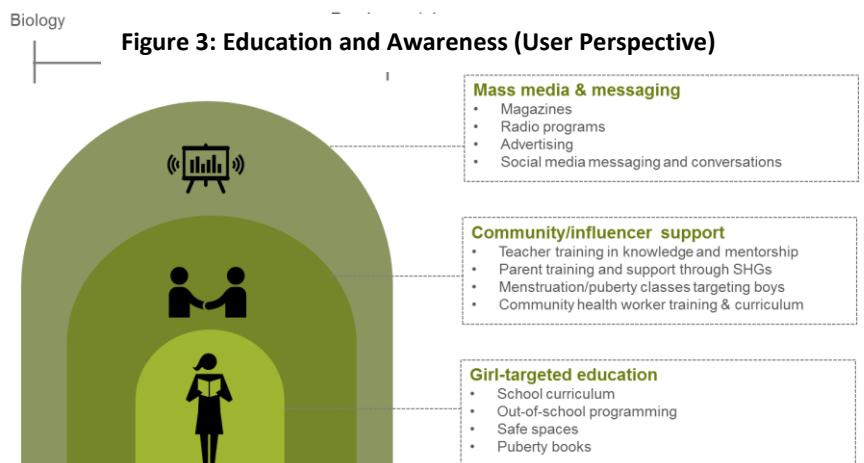 Biology
Figure 3: Education and Awareness (User Perspective)
Mass media & messaging
• Magazines
• Radio programs
• Advertising
• Social media messaging and conversations
Community/influencer support
• Teacher training in knowledge and mentorship
• Parent training and support through SHGs
• Menstruation/puberty classes targeting boys
• Community health worker training & curriculum
Girl-targeted education
• School curriculum
• Out-of-school programming
• Safe spaces
• Puberty books